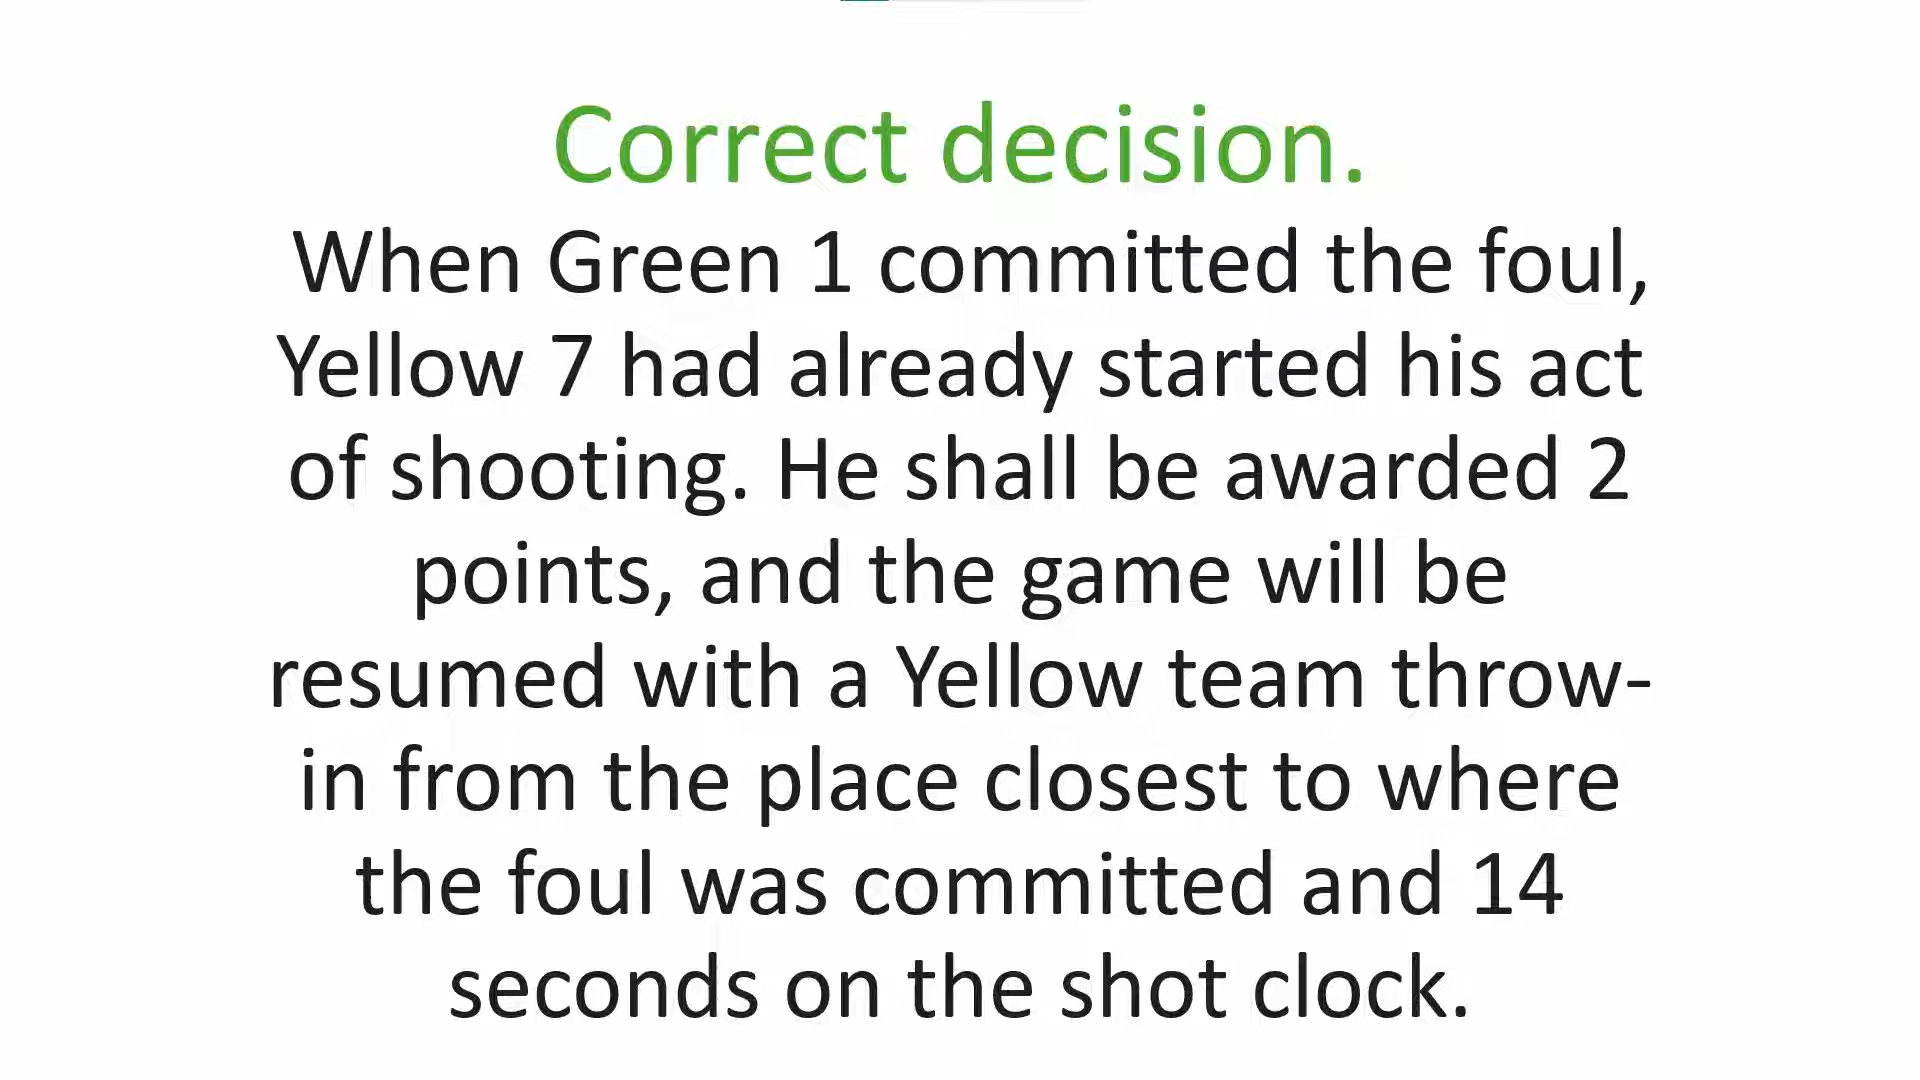 Correct decision.
When Green 1 committed the foul,
Yellow 7 had already started his act
of shooting. He shall be awarded 2
points, and the game will be
resumed with a Yellow team throw-
in from the place closest to where
the foul was committed and 14
seconds on the shot clock.